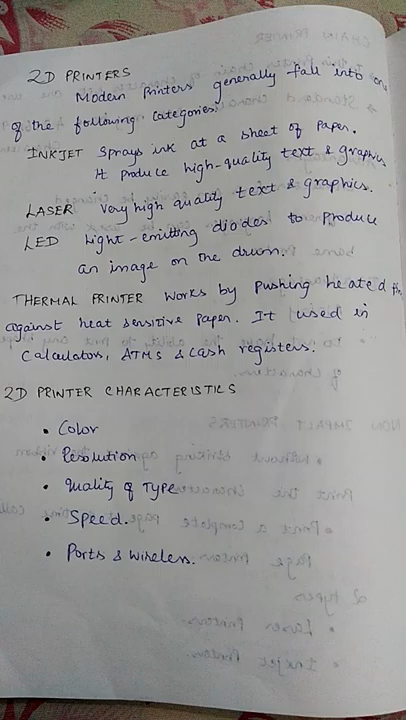 2D PRINTERS
Modern Printers generally fall into one
of the following categories.
INKJET Sprays ink at a sheet of Paper.
It produce high-quality text & graphics
LASER Very high quality text & graphics.
LED Light-emitting diodes to produce
an image on the drum.
THERMAL PRINTER Works by pushing heated pin
against heat sensitive Paper. It used in
Calculators, ATMS & Cash registers.
2D PRINTER CHARACTERISTICS
• Color
• Resolution
• Quality of Type
• Speed.
• Ports & Wireless.